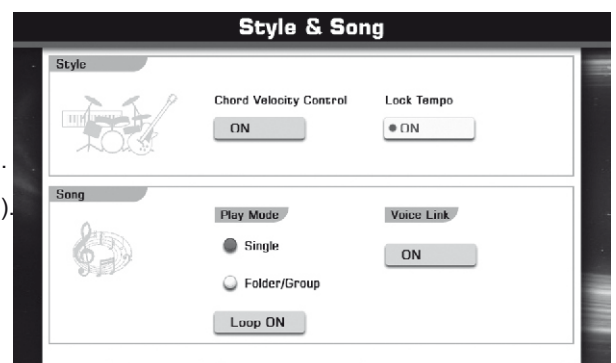 Style & Song
Style
Chord Velocity Control Lock Tempo
ON ON
.
Song
).
Play Mode Voice Link
Single
ON
Folder/Group
Loop ON